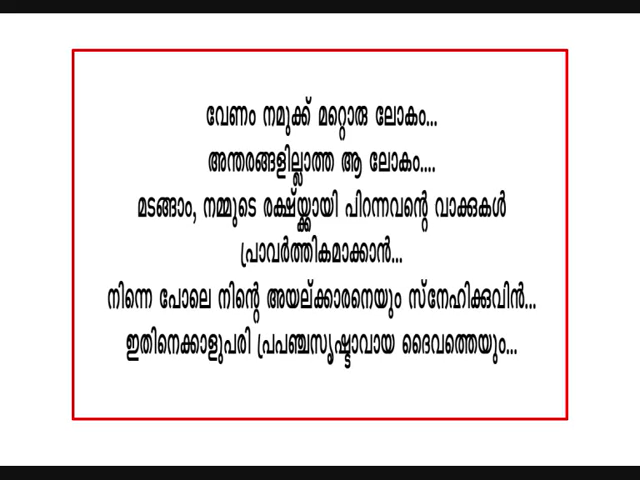 വേണം നമുക്ക് മറ്റൊരു ലോകം...
അന്തരങ്ങളില്ലാത്ത ആ ലോകം....
മടങ്ങാം, നമ്മുടെ രക്ഷ്യ്ക്കായി പിറന്നവന്റെ വാക്കുകൾ
പ്രാവർത്തികമാക്കാൻ...
നിന്നെ പോലെ നിന്റെ അയല്ക്കാരനെയും സ്നേഹിക്കുവിൻ...
ഇതിനെക്കാളുപരി പ്രപഞ്ചസൃഷ്ടാവായ ദൈവത്തെയും...